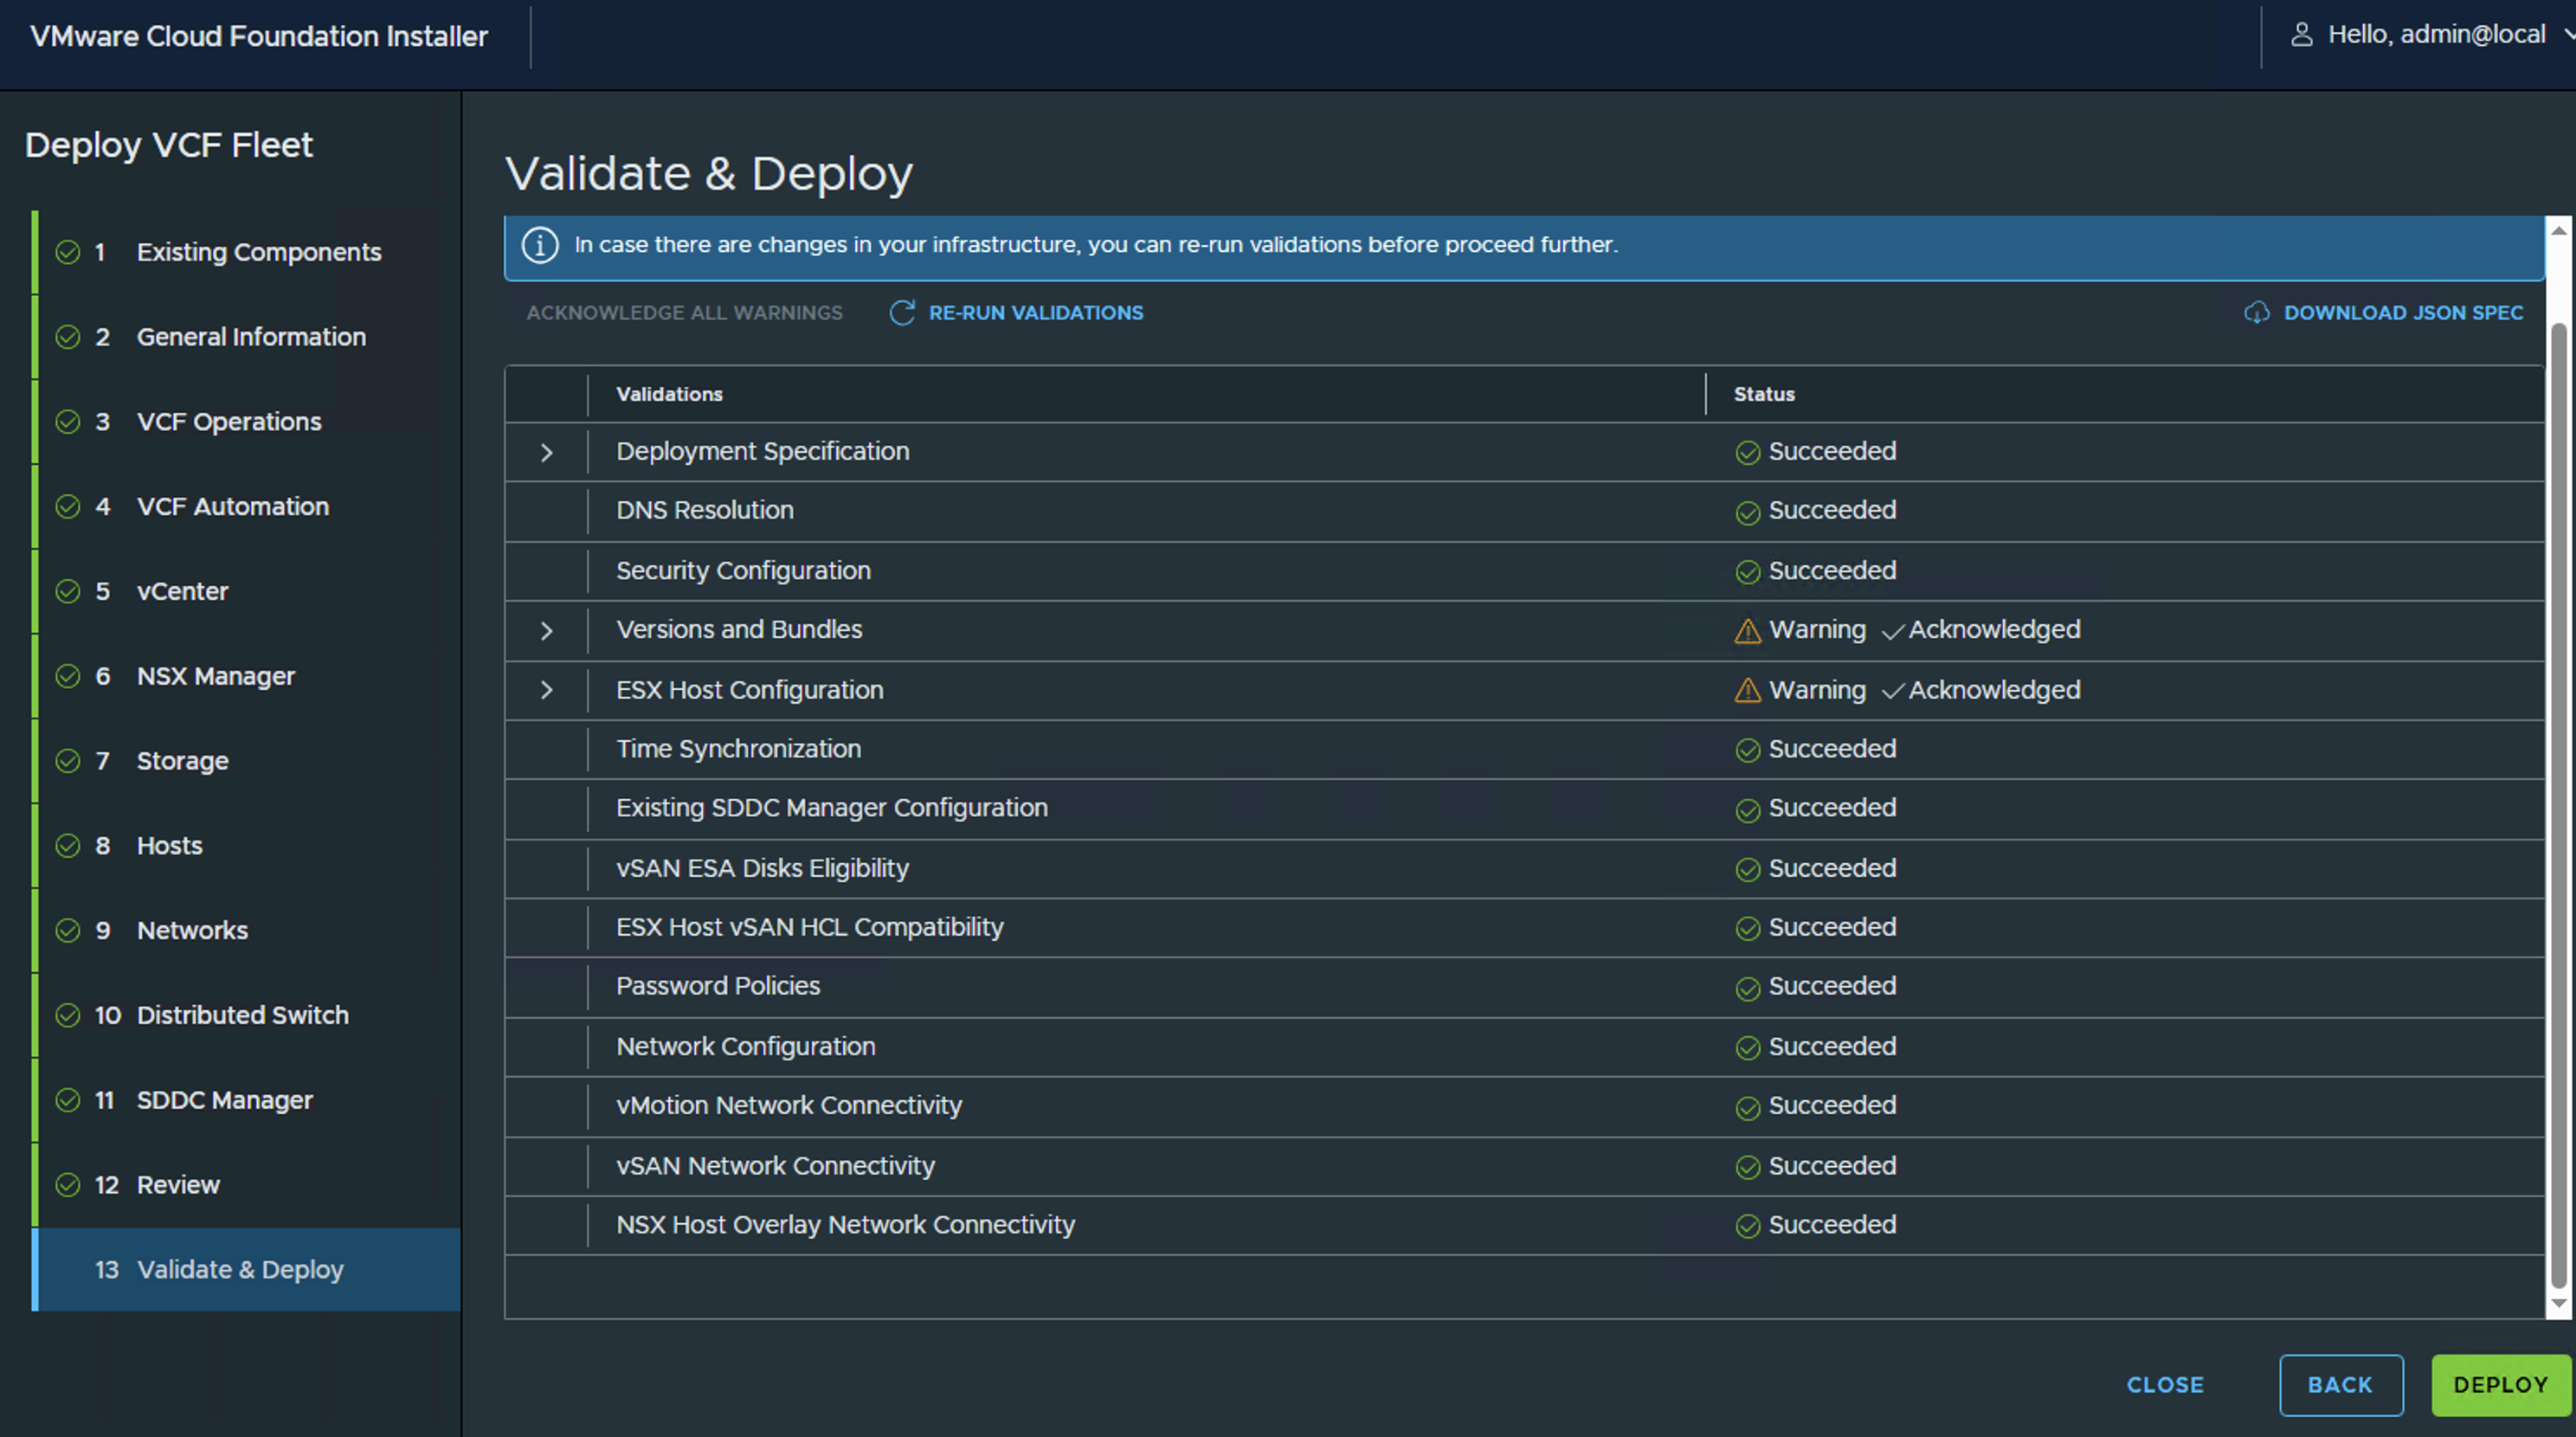 VMware Cloud Foundation Installer
Hello, admin@local
Deploy VCF Fleet
1 Existing Components
2 General Information
3 VCF Operations
4 VCF Automation
5 vCenter
6 NSX Manager
7 Storage
8 Hosts
9 Networks
10 Distributed Switch
11 SDDC Manager
12 Review
13 Validate & Deploy
Validate & Deploy
In case there are changes in your infrastructure, you can re-run validations before proceed further.
ACKNOWLEDGE ALL WARNINGS RE-RUN VALIDATIONS DOWNLOAD JSON SPEC
Validations Status
Deployment Specification Succeeded
DNS Resolution Succeeded
Security Configuration Succeeded
Versions and Bundles Warning Acknowledged
ESX Host Configuration Warning Acknowledged
Time Synchronization Succeeded
Existing SDDC Manager Configuration Succeeded
vSAN ESA Disks Eligibility Succeeded
ESX Host vSAN HCL Compatibility Succeeded
Password Policies Succeeded
Network Configuration Succeeded
vMotion Network Connectivity Succeeded
vSAN Network Connectivity Succeeded
NSX Host Overlay Network Connectivity Succeeded
CLOSE BACK DEPLOY